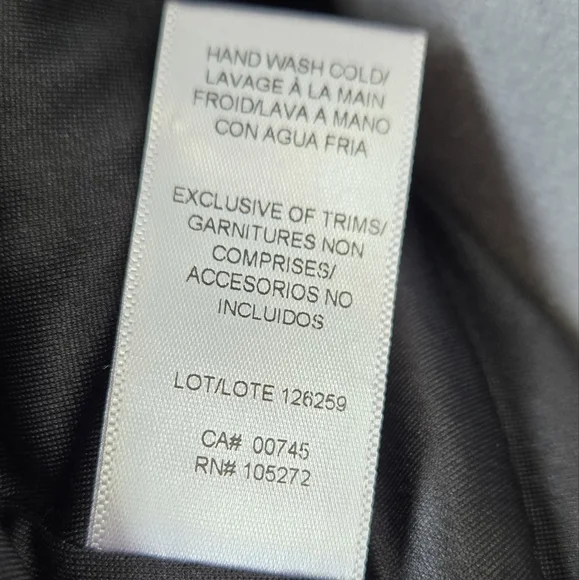 HAND WASH COLD/
LAVAGE À LA MAIN
FROID/LAVA A MANO
CON AGUA FRIA
EXCLUSIVE OF TRIMS/
GARNITURES NON
COMPRISES/
ACCESORIOS NO
INCLUIDOS
LOT/LOTE 126259
CA# 00745
RN# 105272